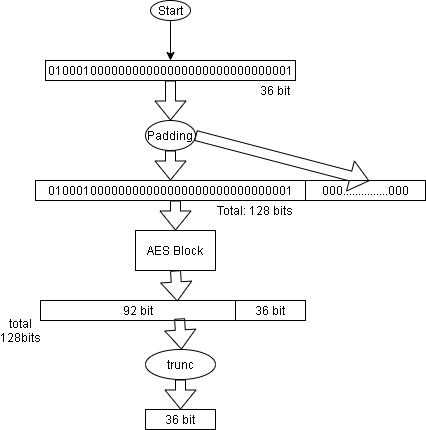 Start
010001000000000000000000000000000001
36 bit
Padding
010001000000000000000000000000000001 000...............000
Total: 128 bits
AES Block
92 bit 36 bit
total
128bits
trunc
36 bit